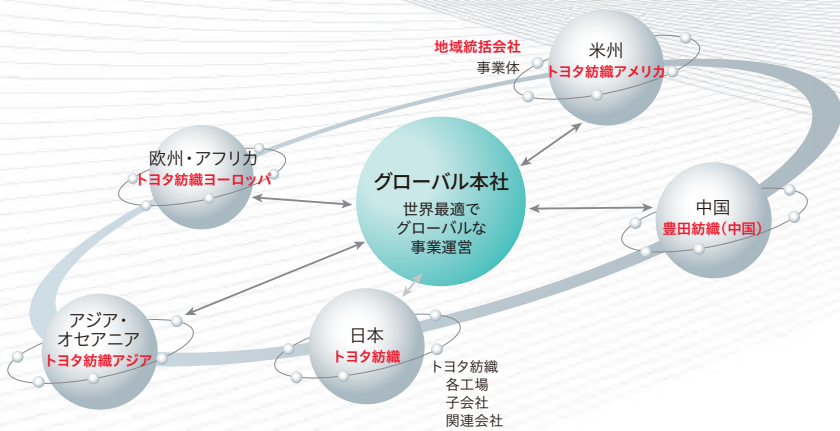 地域統括会社
事業体
米州
トヨタ紡織アメリカ
欧州・アフリカ
トヨタ紡織ヨーロッパ
グローバル本社
世界最適で
グローバルな
事業運営
中国
豊田紡織（中国）
アジア・
オセアニア
トヨタ紡織アジア
日本
トヨタ紡織
トヨタ紡織
各工場
子会社
関連会社